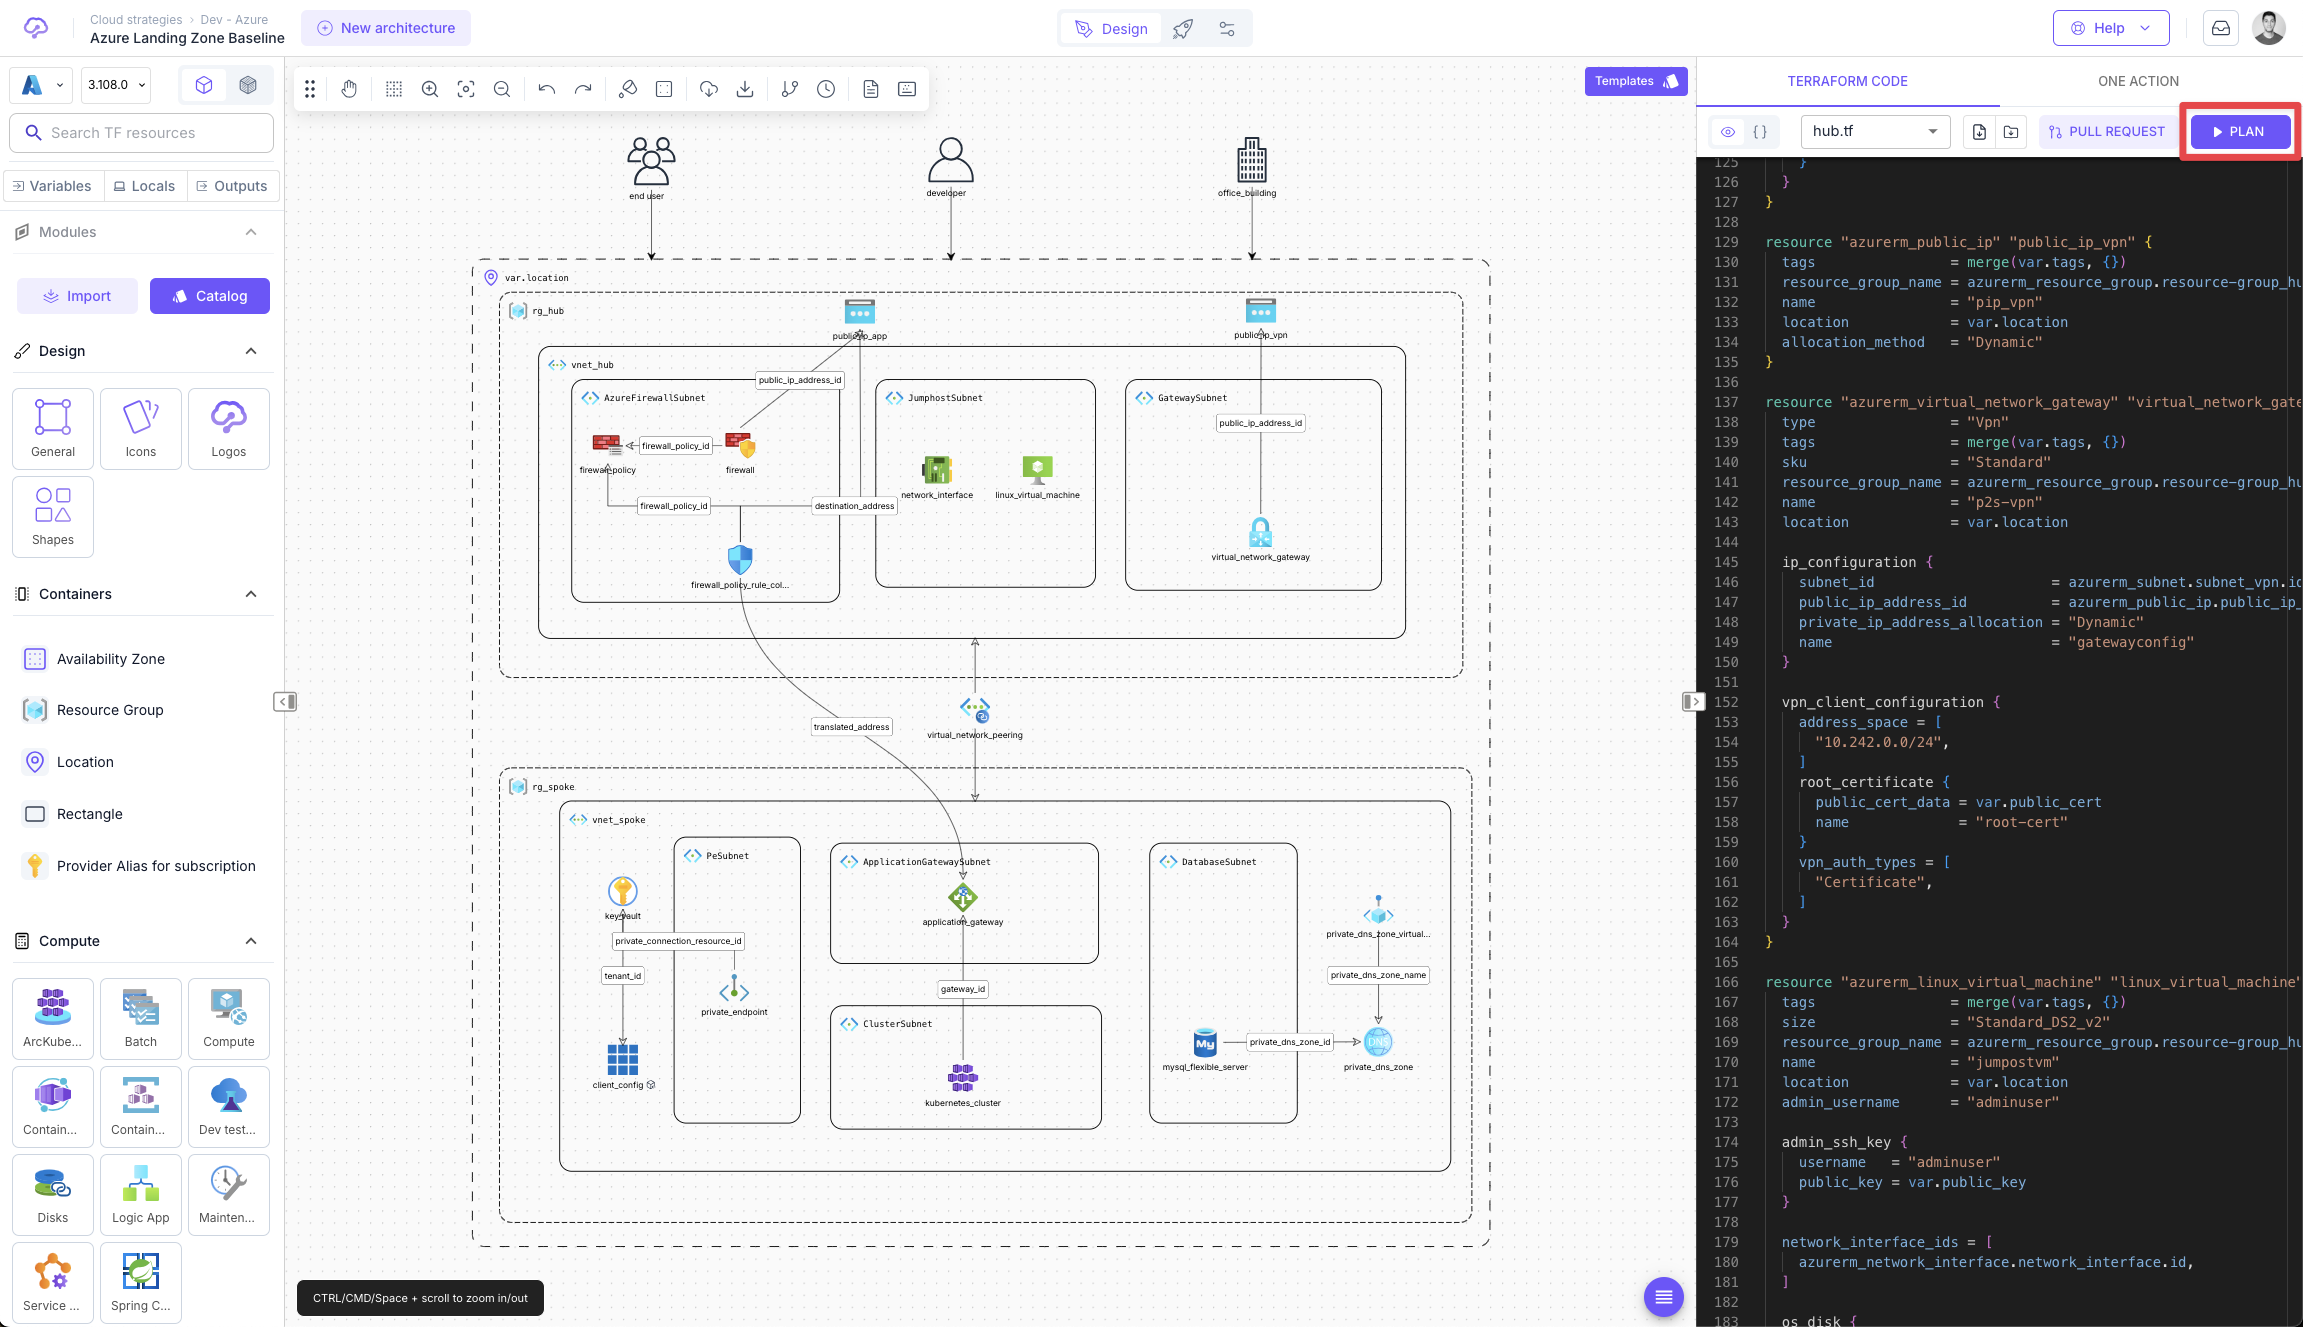 Cloud strategies › Dev - Azure
Azure Landing Zone Baseline
New architecture
Design
Help
3.108.0
Search TF resources
Variables
Locals
Outputs
Modules
Import
Catalog
Design
General
Icons
Logos
Shapes
Containers
Availability Zone
Resource Group
Location
Rectangle
Provider Alias for subscription
Compute
ArcKube...
Batch
Compute
Contain...
Contain...
Dev test...
Disks
Logic App
Mainten...
Service ...
Spring C...
Templates
end user
developer
office_building
var.location
rg_hub
public_ip_app
public_ip_vpn
vnet_hub
public_ip_address_id
AzureFirewallSubnet
JumphostSubnet
GatewaySubnet
public_ip_address_id
firewall_policy_id
firewall_policy
firewall
network_interface
linux_virtual_machine
firewall_policy_id
destination_address
virtual_network_gateway
firewall_policy_rule_col...
translated_address
virtual_network_peering
rg_spoke
vnet_spoke
PeSubnet
ApplicationGatewaySubnet
DatabaseSubnet
key_vault
application_gateway
private_dns_zone_virtual...
private_connection_resource_id
tenant_id
private_dns_zone_name
gateway_id
private_endpoint
ClusterSubnet
My
private_dns_zone_id
DNS
mysql_flexible_server
private_dns_zone
client_config
kubernetes_cluster
CTRL/CMD/Space + scroll to zoom in/out
TERRAFORM CODE
ONE ACTION
{ }
hub.tf
PULL REQUEST
PLAN
125 }
126 }
127 }
128
129 resource "azurerm_public_ip" "public_ip_vpn" {
130 tags = merge(var.tags, {})
131 resource_group_name = azurerm_resource_group.resource-group_hu
132 name = "pip_vpn"
133 location = var.location
134 allocation_method = "Dynamic"
135 }
136
137 resource "azurerm_virtual_network_gateway" "virtual_network_gate
138 type = "Vpn"
139 tags = merge(var.tags, {})
140 sku = "Standard"
141 resource_group_name = azurerm_resource_group.resource-group_hu
142 name = "p2s-vpn"
143 location = var.location
144
145 ip_configuration {
146 subnet_id = azurerm_subnet.subnet_vpn.id
147 public_ip_address_id = azurerm_public_ip.public_ip_
148 private_ip_address_allocation = "Dynamic"
149 name = "gatewayconfig"
150 }
151
152 vpn_client_configuration {
153 address_space = [
154 "10.242.0.0/24",
155 ]
156 root_certificate {
157 public_cert_data = var.public_cert
158 name = "root-cert"
159 }
160 vpn_auth_types = [
161 "Certificate",
162 ]
163 }
164 }
165
166 resource "azurerm_linux_virtual_machine" "linux_virtual_machine"
167 tags = merge(var.tags, {})
168 size = "Standard_DS2_v2"
169 resource_group_name = azurerm_resource_group.resource-group_hu
170 name = "jumpostvm"
171 location = var.location
172 admin_username = "adminuser"
173
174 admin_ssh_key {
175 username = "adminuser"
176 public_key = var.public_key
177 }
178
179 network_interface_ids = [
180 azurerm_network_interface.network_interface.id,
181 ]
182
183 os_disk {